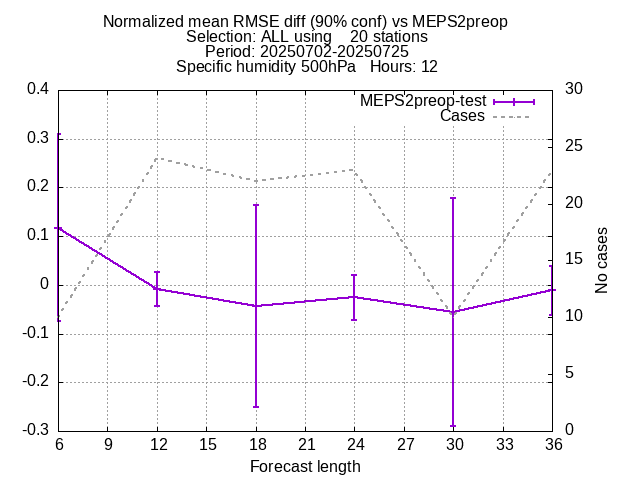 Normalized mean RMSE diff (90% conf) vs MEPS2preop
Selection: ALL using    20 stations
Period: 20250702-20250725
Specific humidity 500hPa   Hours: 12
MEPS2preop-test
Cases
0.4
0.3
0.2
0.1
0
-0.1
-0.2
-0.3
30
25
20
15
10
5
0
No cases
6 9 12 15 18 21 24 27 30 33 36
Forecast length